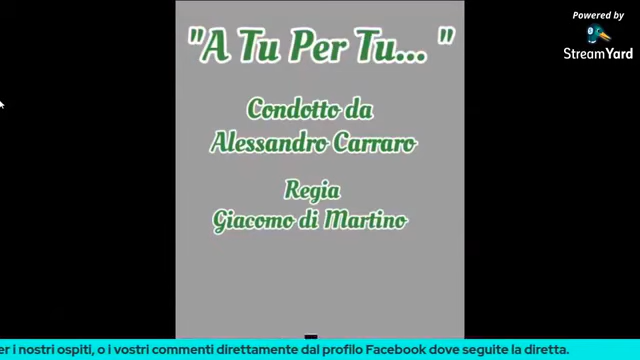 Powered by
StreamYard
"A Tu Per Tu... "
Condotto da
Alessandro Carraro
Regia
Giacomo di Martino
er i nostri ospiti, o i vostri commenti direttamente dal profilo Facebook dove seguite la diretta.